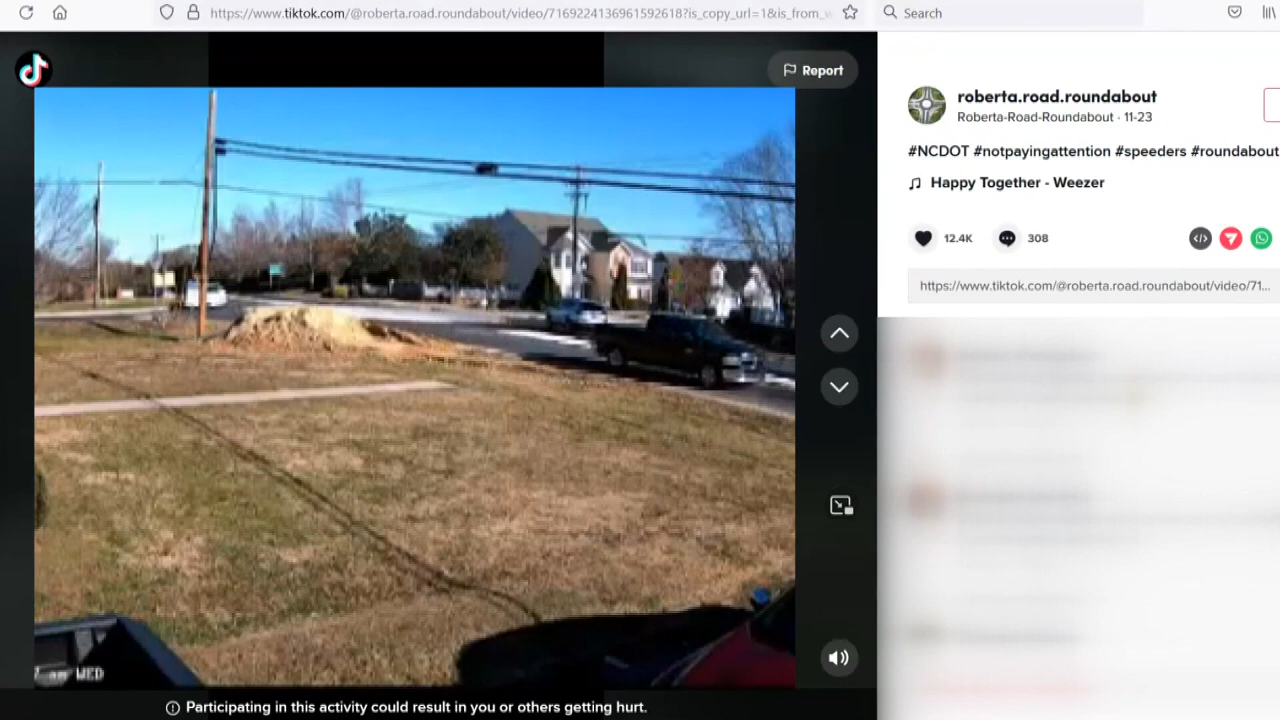 https://www.tiktok.com/@roberta.road.roundabout/video/7169224136961592618?is_copy_url=1&is_from_w
Search
Report
roberta.road.roundabout
Roberta-Road-Roundabout · 11-23
#NCDOT #notpayingattention #speeders #roundabout
Happy Together - Weezer
12.4K
308
https://www.tiktok.com/@roberta.road.roundabout/video/71...
am WED
Participating in this activity could result in you or others getting hurt.